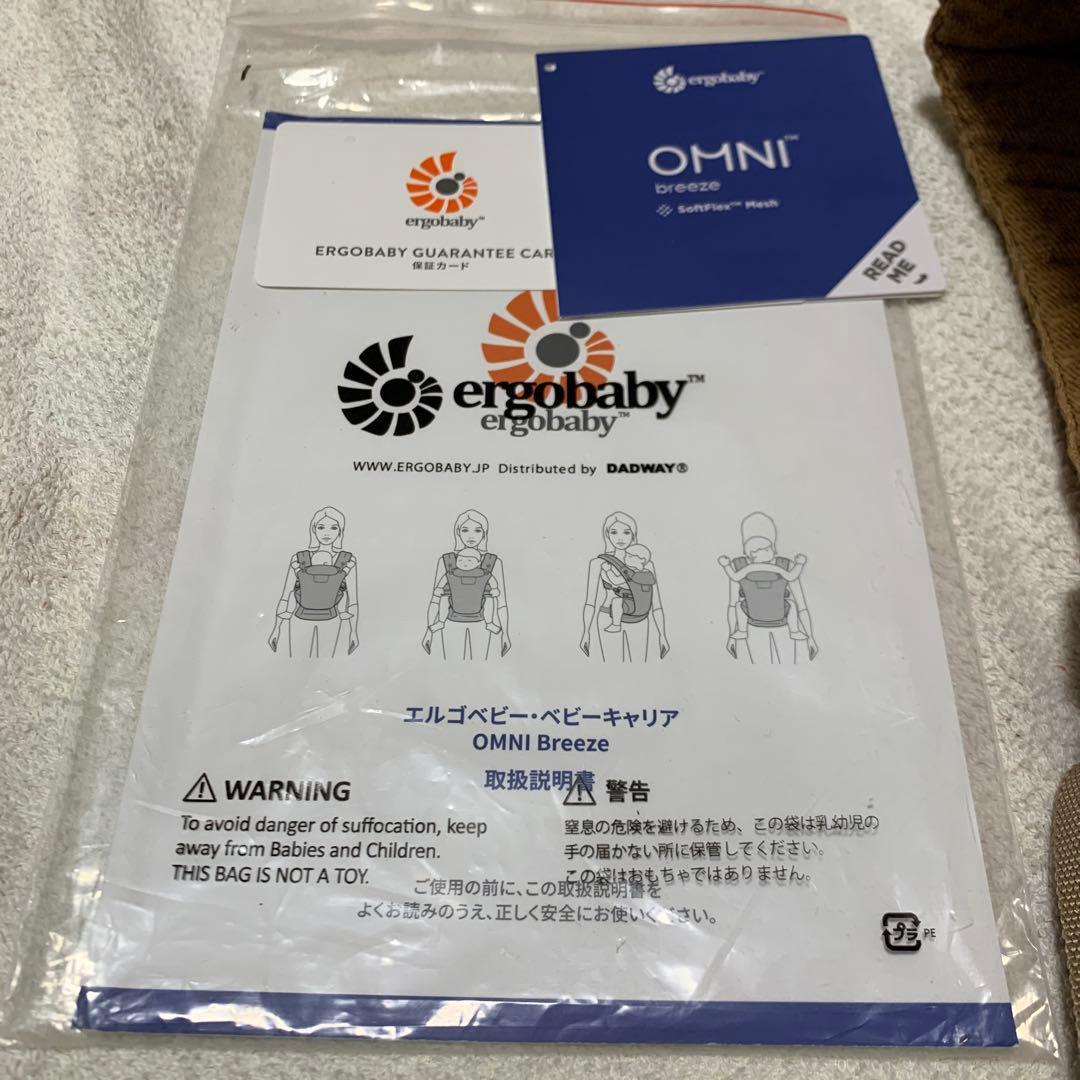 ergobaby™
OMNI™
breeze
SoftFlex™ Mesh
READ
ME
ergobaby™
ERGOBABY GUARANTEE CAR
保証カード
ergobaby™
ergobaby™
WWW.ERGOBABY.JP Distributed by DADWAY®
エルゴベビー・ベビーキャリア
OMNI Breeze
取扱説明書
WARNING
To avoid danger of suffocation, keep
away from Babies and Children.
THIS BAG IS NOT A TOY.
警告
窒息の危険を避けるため、この袋は乳幼児の
手の届かない所に保管してください。
この袋はおもちゃではありません。
ご使用の前に、この取扱説明書を
よくお読みのうえ、正しく安全にお使いください。
プラ PE